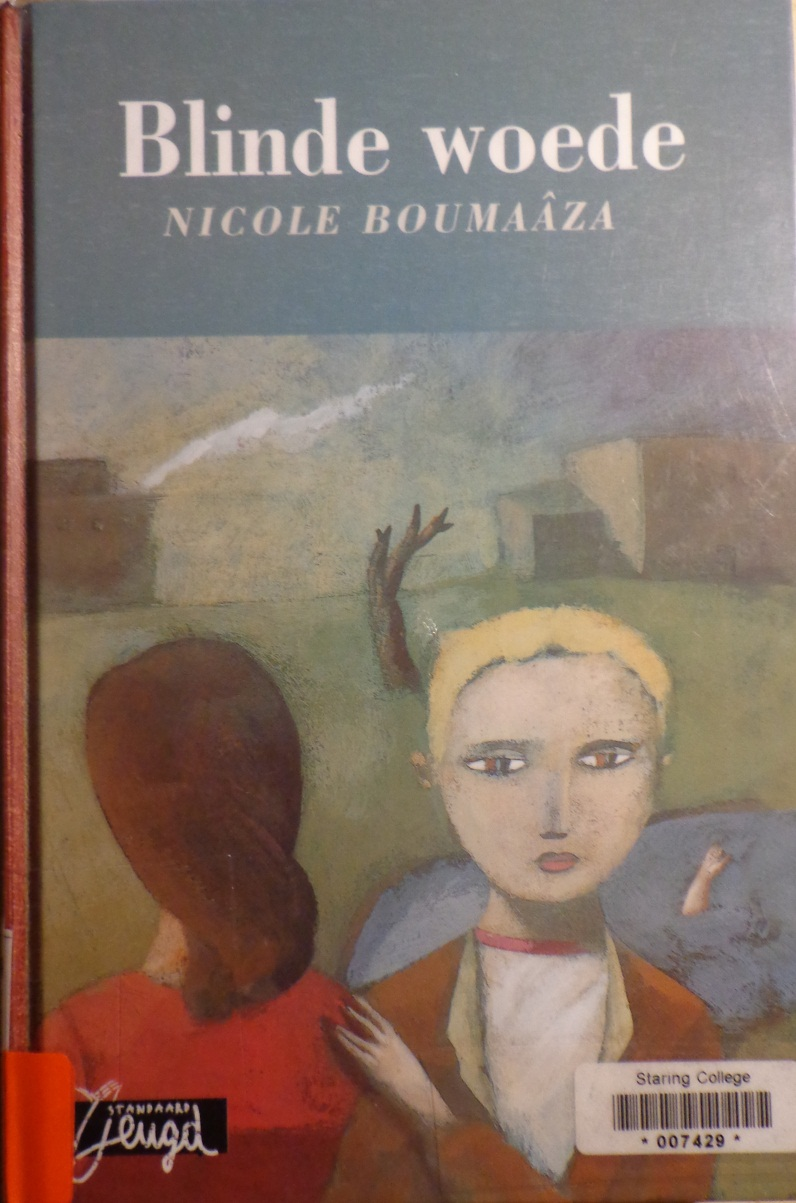 Blinde woede
NICOLE BOUMAÂZA
STANDAARD
Jeugd
Staring College
* 007429 *